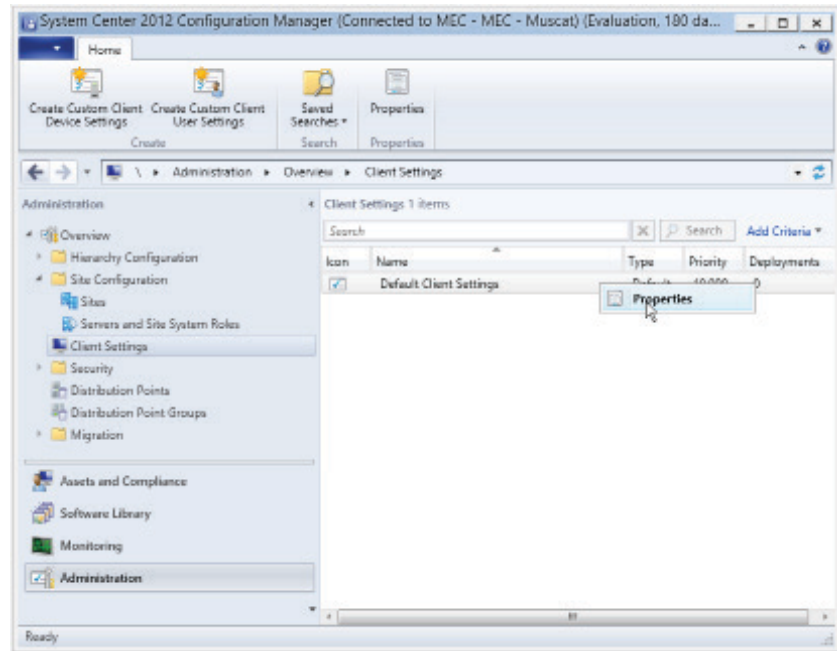 System Center 2012 Configuration Manager (Connected to MEC - MEC - Muscat) (Evaluation, 180 da...
Home
Create Custom Client Device Settings
Create Custom Client User Settings
Saved Searches
Properties
Create
Search
Properties
\ Administration Overview Client Settings
Administration
Overview
Hierarchy Configuration
Site Configuration
Sites
Servers and Site System Roles
Client Settings
Security
Distribution Points
Distribution Point Groups
Migration
Assets and Compliance
Software Library
Monitoring
Administration
Client Settings 1 items
Search
Search
Add Criteria
Icon Name Type Priority Deployments
Default Client Settings Default 10,000 0
Properties
Ready